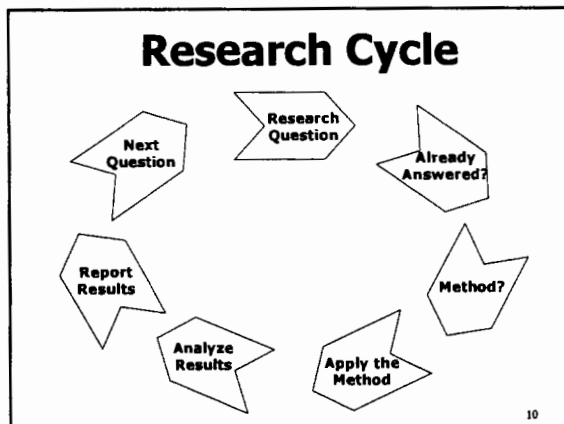 Research Cycle
Research
Question
Already
Answered?
Method?
Apply the
Method
Analyze
Results
Report
Results
Next
Question
10